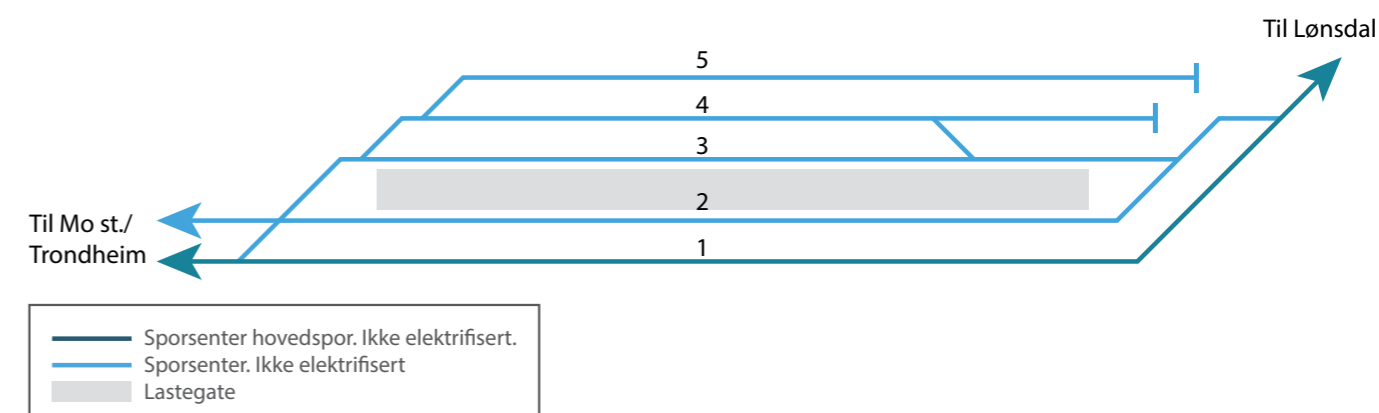 Til Lønsdal
5
4
3
2
Til Mo st./
Trondheim
1
Sporsenter hovedspor. Ikke elektrifisert.
Sporsenter. Ikke elektrifisert
Lastegate